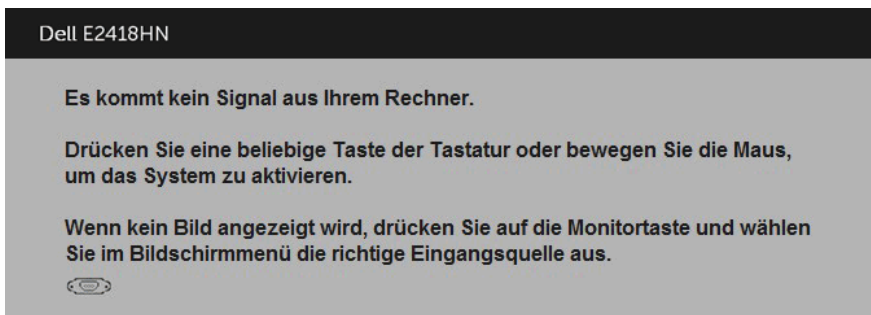 Dell E2418HN
Es kommt kein Signal aus Ihrem Rechner.
Drücken Sie eine beliebige Taste der Tastatur oder bewegen Sie die Maus,
um das System zu aktivieren.
Wenn kein Bild angezeigt wird, drücken Sie auf die Monitortaste und wählen
Sie im Bildschirmmenü die richtige Eingangsquelle aus.